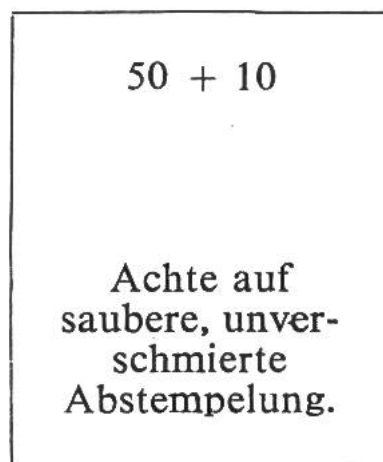 50 + 10
Achte auf
saubere, unver-
schmierte
Abstempelung.